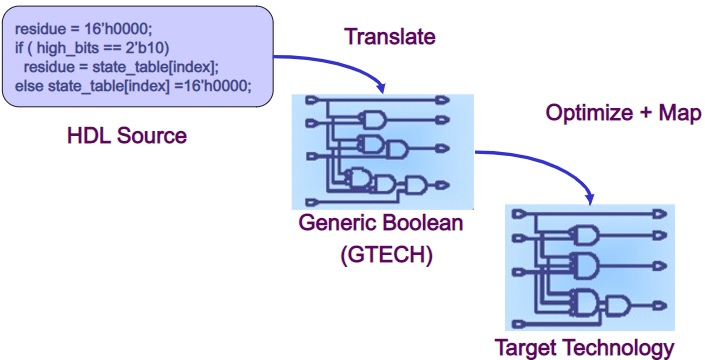 residue = 16'h0000;
if ( high_bits == 2'b10)
residue = state_table[index];
else state_table[index] =16'h0000;
Translate
HDL Source
Optimize + Map
Generic Boolean
(GTECH)
Target Technology